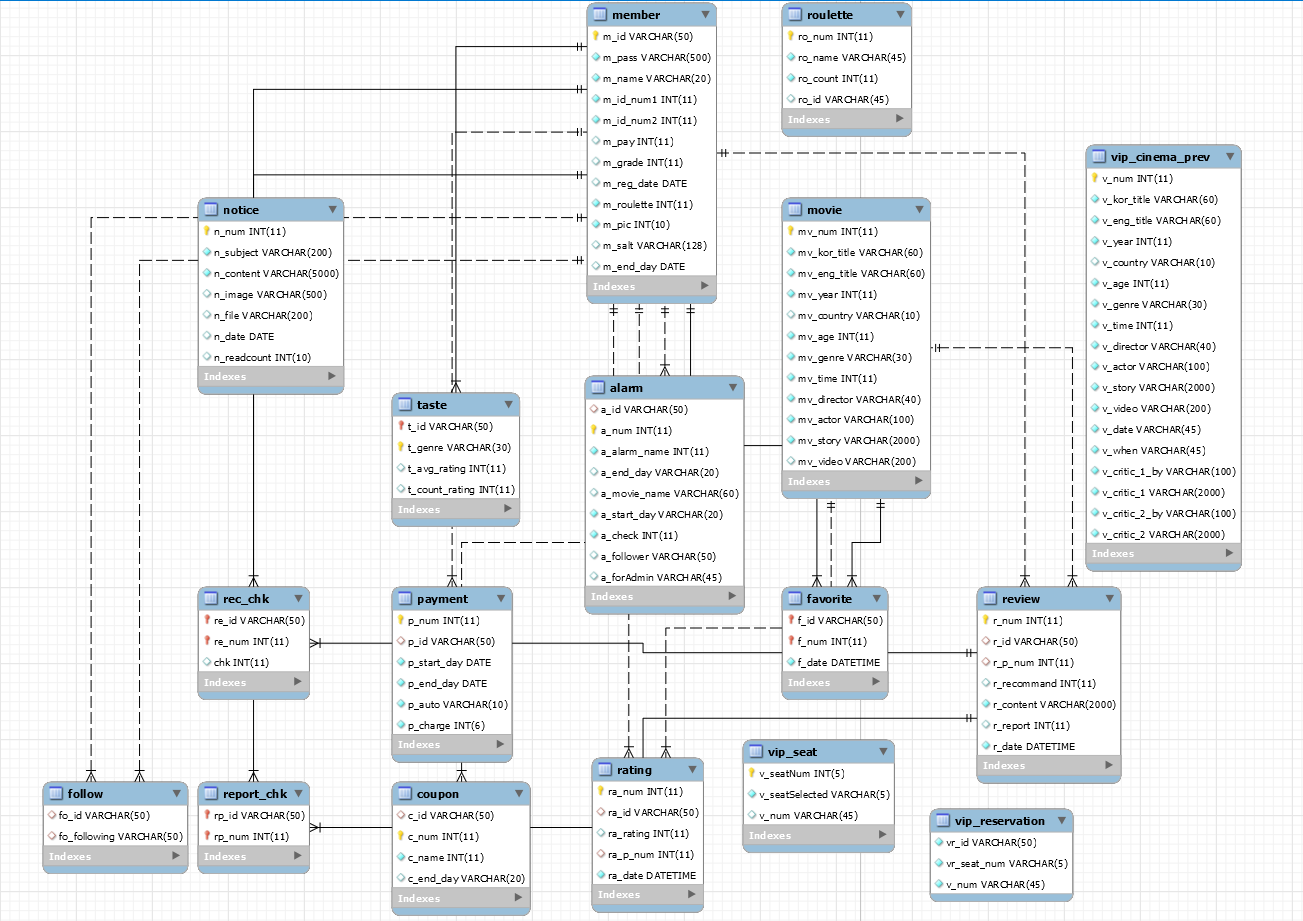 member
m_id VARCHAR(50)
m_pass VARCHAR(500)
m_name VARCHAR(20)
m_id_num1 INT(11)
m_id_num2 INT(11)
m_pay INT(11)
m_grade INT(11)
m_reg_date DATE
m_roulette INT(11)
m_pic INT(10)
m_salt VARCHAR(128)
m_end_day DATE
Indexes
roulette
ro_num INT(11)
ro_name VARCHAR(45)
ro_count INT(11)
ro_id VARCHAR(45)
Indexes
vip_cinema_prev
v_num INT(11)
v_kor_title VARCHAR(60)
v_eng_title VARCHAR(60)
v_year INT(11)
v_country VARCHAR(10)
v_age INT(11)
v_genre VARCHAR(30)
v_time INT(11)
v_director VARCHAR(40)
v_actor VARCHAR(100)
v_story VARCHAR(2000)
v_video VARCHAR(200)
v_date VARCHAR(45)
v_when VARCHAR(45)
v_critic_1_by VARCHAR(100)
v_critic_1 VARCHAR(2000)
v_critic_2_by VARCHAR(100)
v_critic_2 VARCHAR(2000)
Indexes
notice
n_num INT(11)
n_subject VARCHAR(200)
n_content VARCHAR(5000)
n_image VARCHAR(500)
n_file VARCHAR(200)
n_date DATE
n_readcount INT(10)
Indexes
movie
mv_num INT(11)
mv_kor_title VARCHAR(60)
mv_eng_title VARCHAR(60)
mv_year INT(11)
mv_country VARCHAR(10)
mv_age INT(11)
mv_genre VARCHAR(30)
mv_time INT(11)
mv_director VARCHAR(40)
mv_actor VARCHAR(100)
mv_story VARCHAR(2000)
mv_video VARCHAR(200)
Indexes
taste
t_id VARCHAR(50)
t_genre VARCHAR(30)
t_avg_rating INT(11)
t_count_rating INT(11)
Indexes
alarm
a_id VARCHAR(50)
a_num INT(11)
a_alarm_name INT(11)
a_end_day VARCHAR(20)
a_movie_name VARCHAR(60)
a_start_day VARCHAR(20)
a_check INT(11)
a_follower VARCHAR(50)
a_forAdmin VARCHAR(45)
Indexes
rec_chk
re_id VARCHAR(50)
re_num INT(11)
chk INT(11)
Indexes
payment
p_num INT(11)
p_id VARCHAR(50)
p_start_day DATE
p_end_day DATE
p_auto VARCHAR(10)
p_charge INT(6)
Indexes
favorite
f_id VARCHAR(50)
f_num INT(11)
f_date DATETIME
Indexes
review
r_num INT(11)
r_id VARCHAR(50)
r_p_num INT(11)
r_recommand INT(11)
r_content VARCHAR(2000)
r_report INT(11)
r_date DATETIME
Indexes
follow
fo_id VARCHAR(50)
fo_following VARCHAR(50)
Indexes
report_chk
rp_id VARCHAR(50)
rp_num INT(11)
Indexes
coupon
c_id VARCHAR(50)
c_num INT(11)
c_name INT(11)
c_end_day VARCHAR(20)
Indexes
rating
ra_num INT(11)
ra_id VARCHAR(50)
ra_rating INT(11)
ra_p_num INT(11)
ra_date DATETIME
Indexes
vip_seat
v_seatNum INT(5)
v_seatSelected VARCHAR(5)
v_num VARCHAR(45)
Indexes
vip_reservation
vr_id VARCHAR(50)
vr_seat_num VARCHAR(5)
v_num VARCHAR(45)